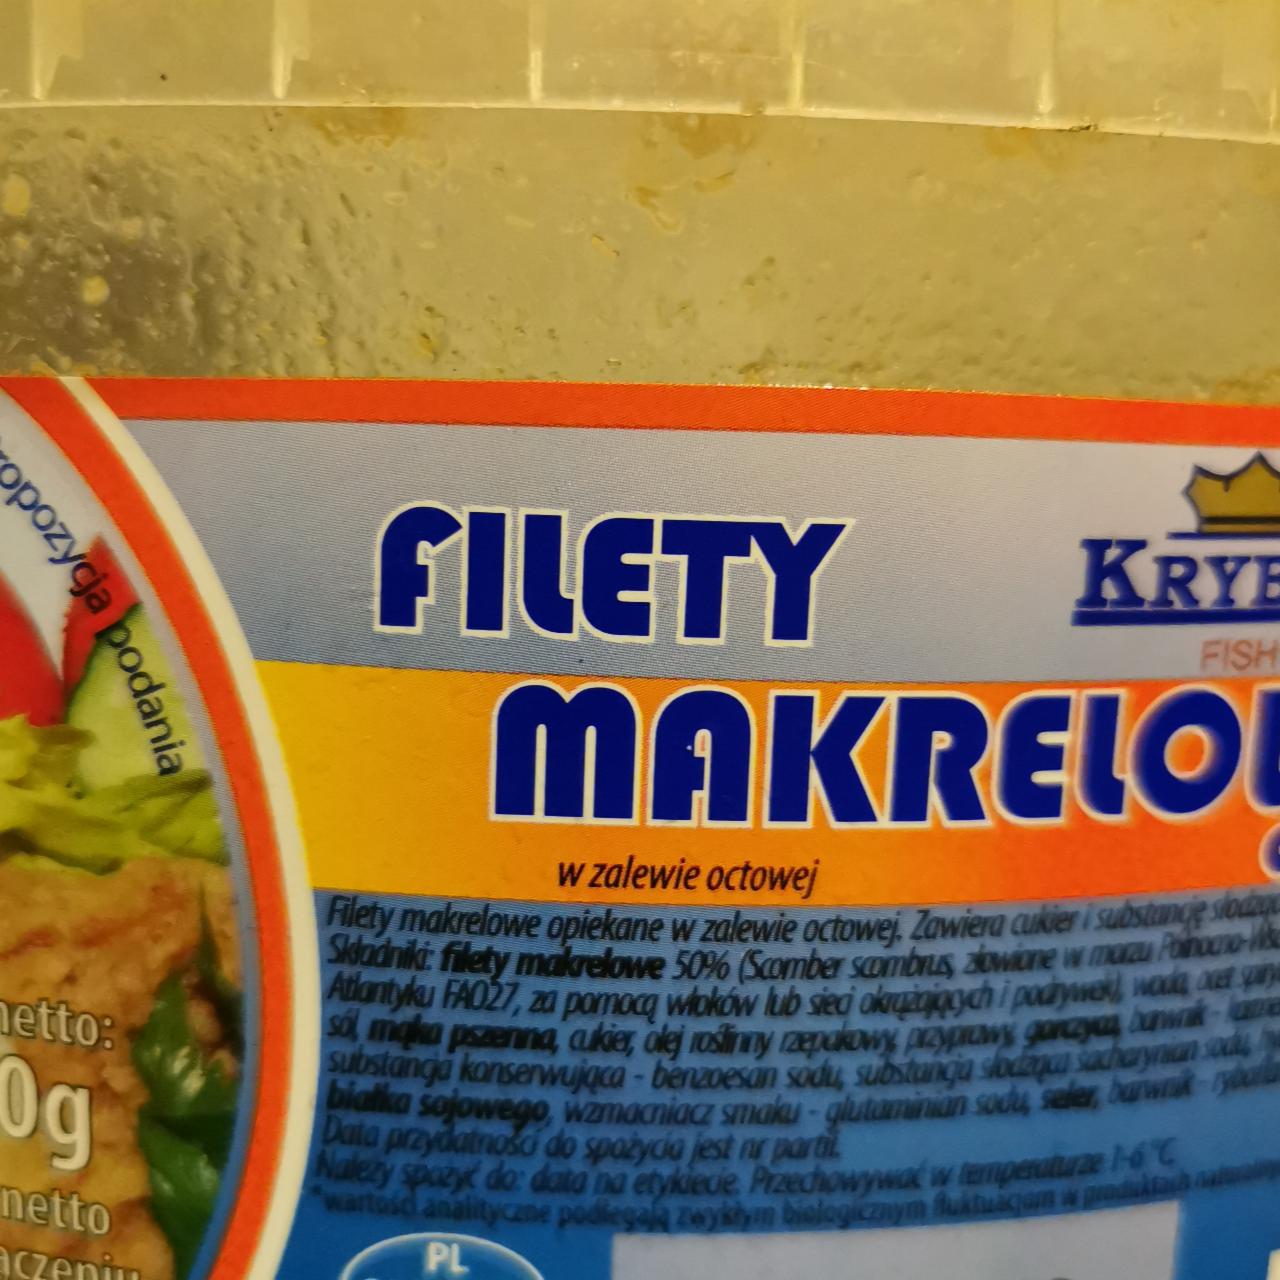 propozycja podania
FILETY
KRYB
FISH
MAKRELOW
w zalewie octowej
Filety makrelowe opiekane w zalewie octowej. Zawiera cukier i substancję
Składniki: filety makrelowe 50% (Scomber scombrus, złowione w morzu
Atlantyku FAO27, za pomocą włoków lub sieci okrążających i podrywek), woda, ocet
sól, mąka pszenna, cukier, olej roślinny rzepakowy, przyprawy, gorczyca, barwnik -
substancja konserwująca - benzoesan sodu, substancja słodząca sacharynian sodu,
białka sojowego, wzmacniacz smaku - glutaminian sodu, seler, barwnik -
Data przydatności do spożycia jest nr partii.
Należy spożyć do: data na etykiecie. Przechowywać w temperaturze 1-6°C
*wartości analityczne podlegają zwykłym biologicznym fluktuacjom w produktach
netto:
0g
netto
PL